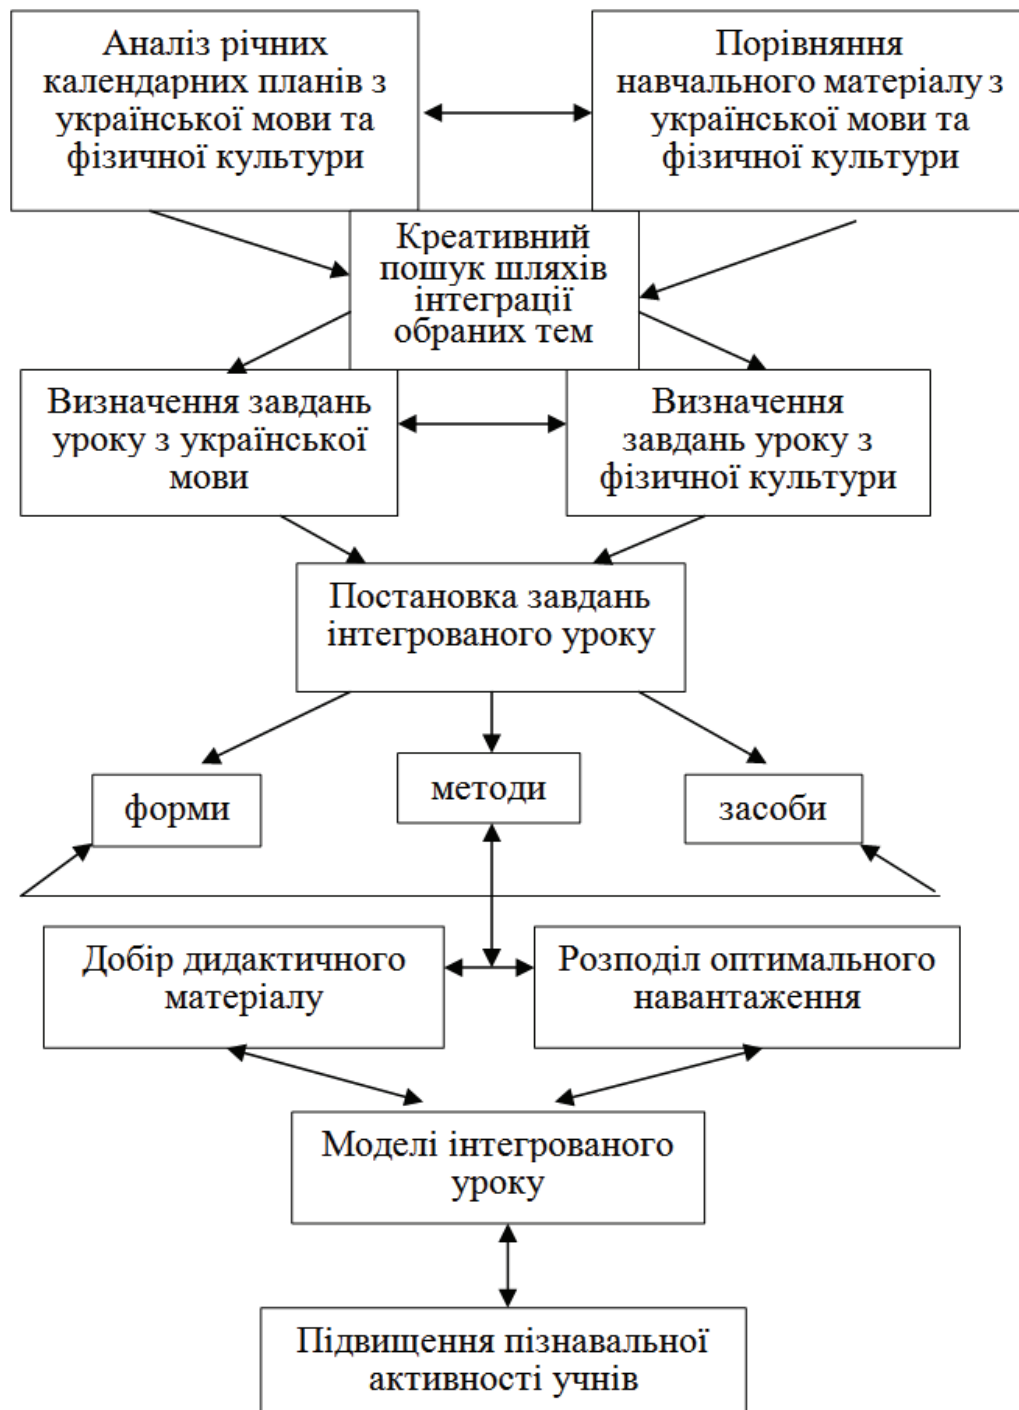 Аналіз річних
календарних планів з
української мови та
фізичної культури
Порівняння
навчального матеріалу з
української мови та
фізичної культури
Креативний
пошук шляхів
інтеграції
обраних тем
Визначення завдань
уроку з української
мови
Визначення
завдань уроку з
фізичної культури
Постановка завдань
інтегрованого уроку
форми
методи
засоби
Добір дидактичного
матеріалу
Розподіл оптимального
навантаження
Моделі інтегрованого
уроку
Підвищення пізнавальної
активності учнів